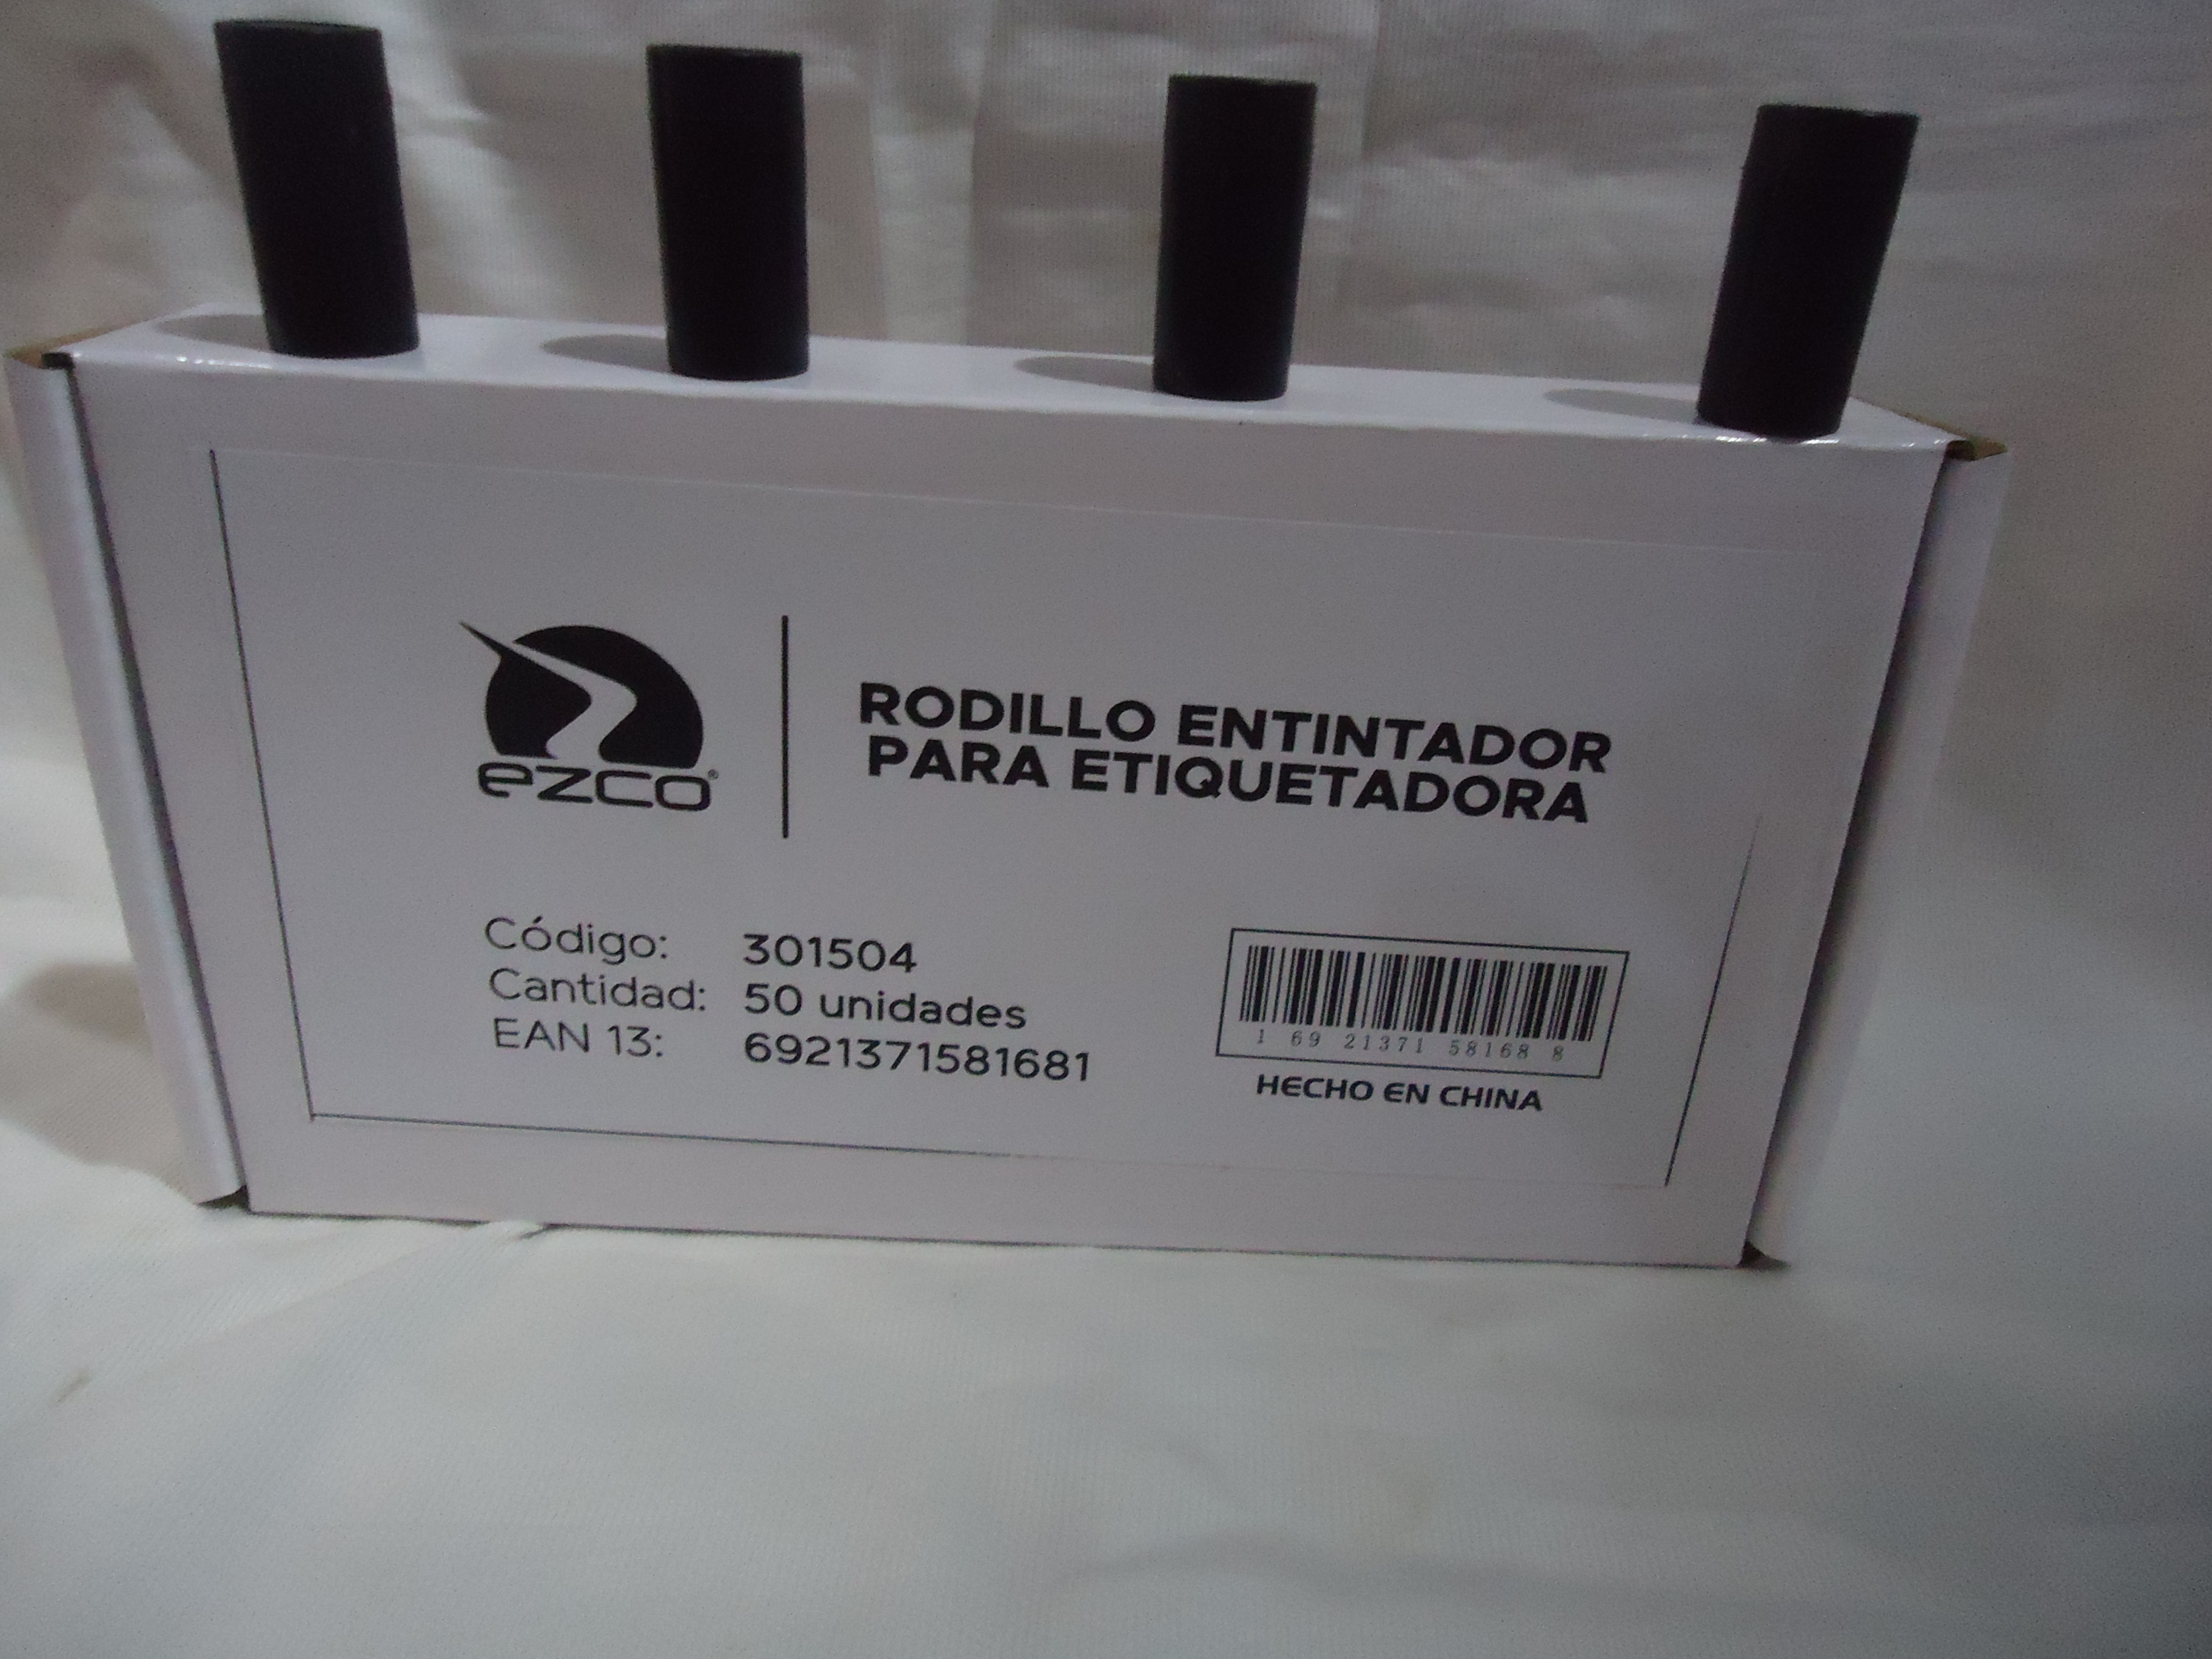 ezco®
RODILLO ENTINTADOR
PARA ETIQUETADORA
Código: 301504
Cantidad: 50 unidades
EAN 13: 6921371581681
1 69 21371 58168 8
HECHO EN CHINA